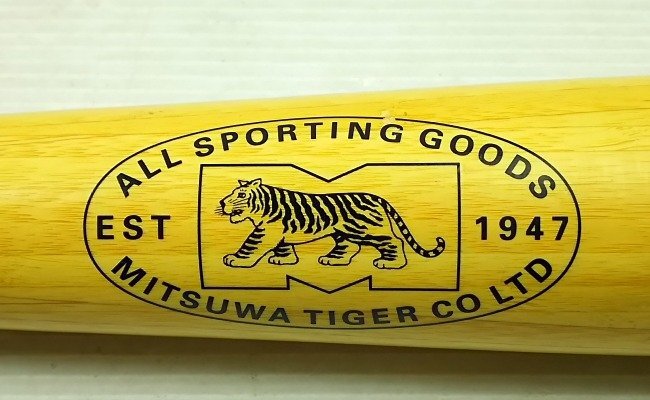 ALL SPORTING GOODS
EST 1947
MITSUWA TIGER CO LTD